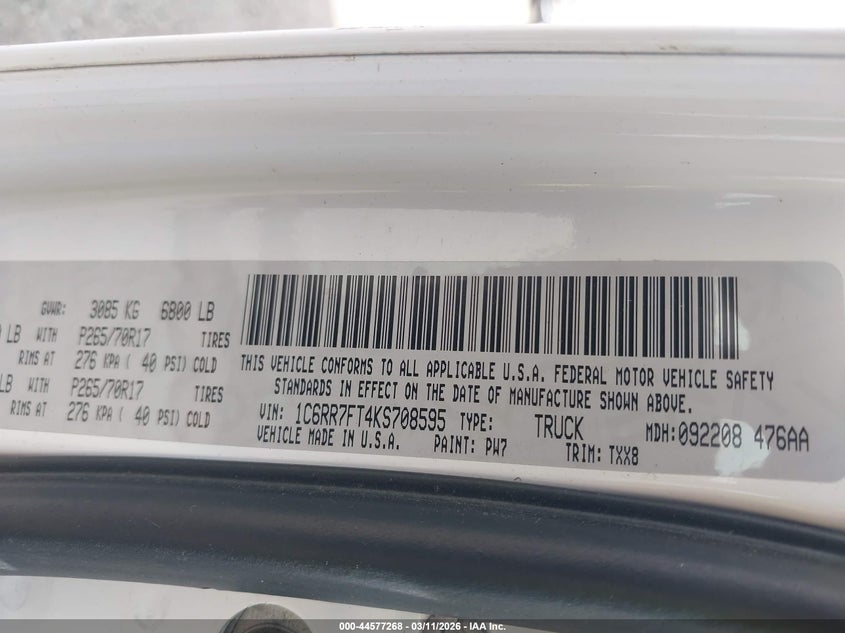 GVWR: 3085 KG 6800 LB
LB WITH P265/70R17 TIRES
RIMS AT 276 KPA ( 40 PSI) COLD
LB WITH P265/70R17 TIRES
RIMS AT 276 KPA ( 40 PSI) COLD
THIS VEHICLE CONFORMS TO ALL APPLICABLE U.S.A. FEDERAL MOTOR VEHICLE SAFETY
STANDARDS IN EFFECT ON THE DATE OF MANUFACTURE SHOWN ABOVE.
VIN: 1C6RR7FT4KS708595 TYPE: TRUCK MDH:092208 476AA
VEHICLE MADE IN U.S.A. PAINT: PW7 TRIM: TXX8
000-44577268 - 03/11/2026 - IAA Inc.